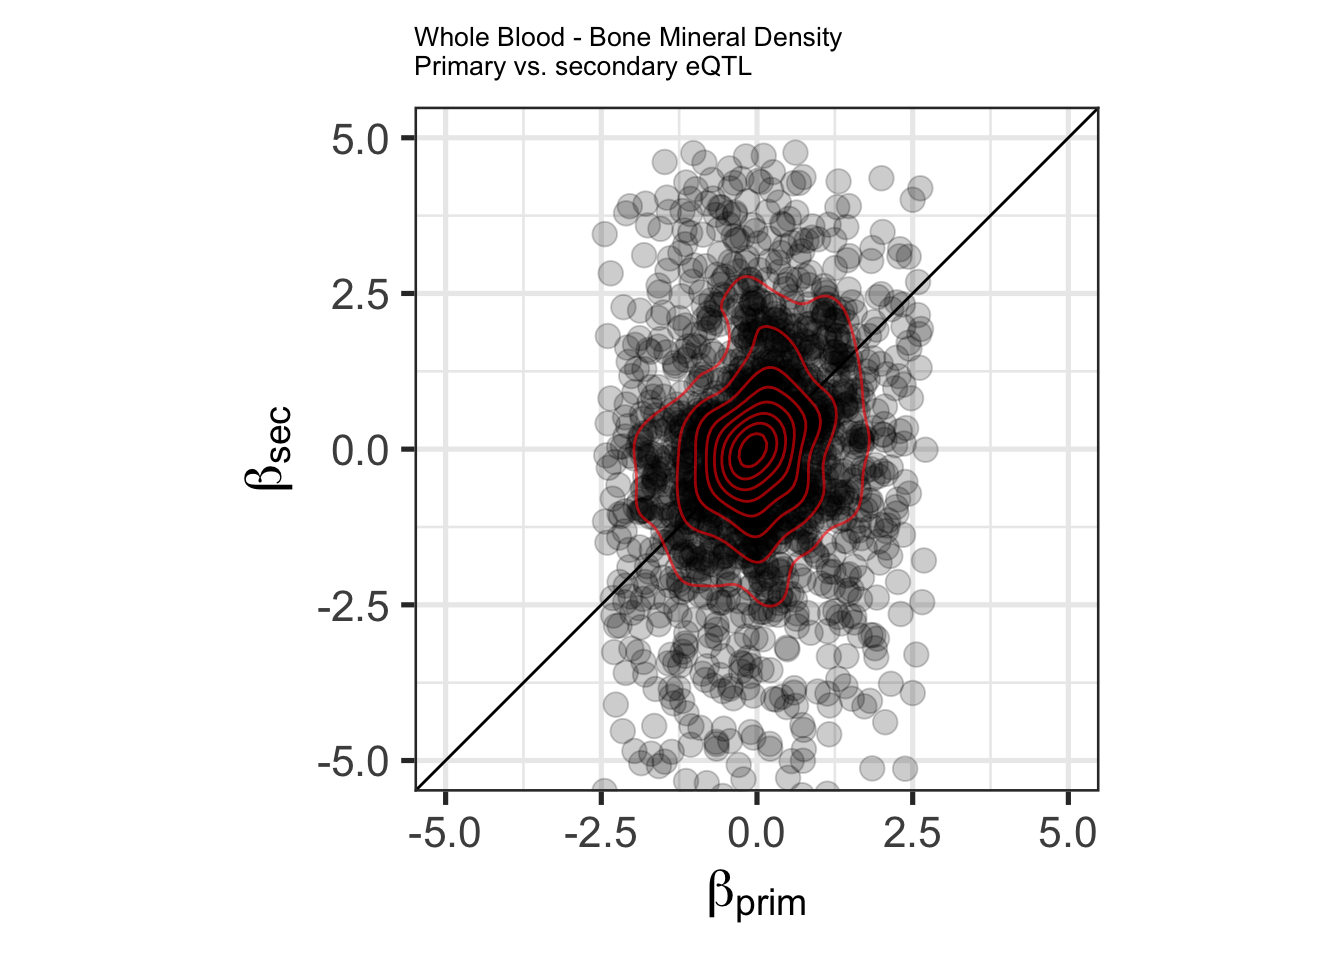 Whole Blood - Bone Mineral Density
Primary vs. secondary eQTL
5.0
2.5
0.0
-2.5
-5.0
βsec
-5.0 -2.5 0.0 2.5 5.0
βprim